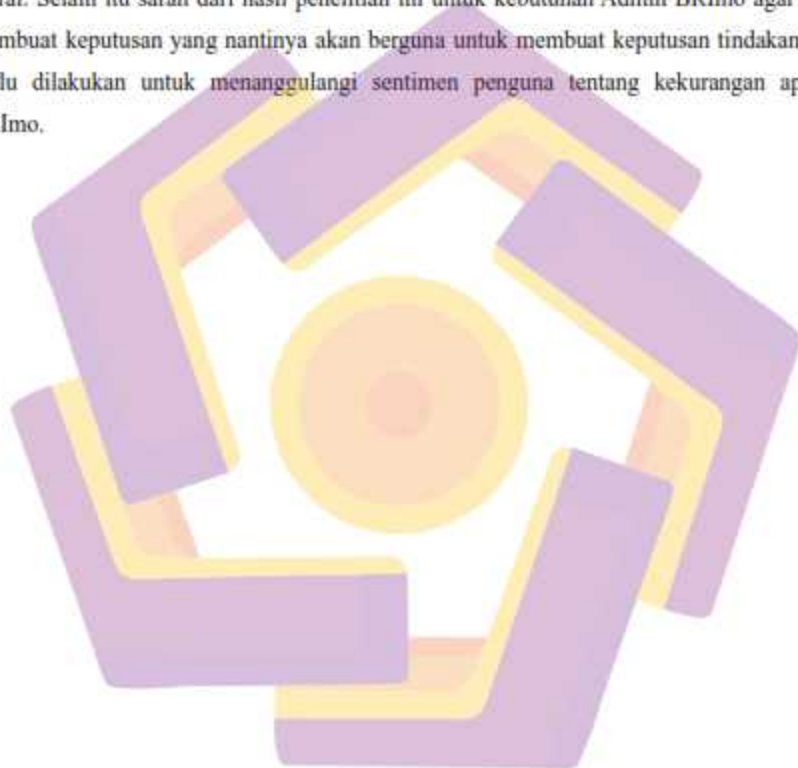 Selain itu saran dari hasil penelitian ini untuk kebutuhan Admin BRImo agar
mbuat keputusan yang nantinya akan berguna untuk membuat keputusan tindakan
lu dilakukan untuk menanggulangi sentimen penguna tentang kekurangan ap
Imo.